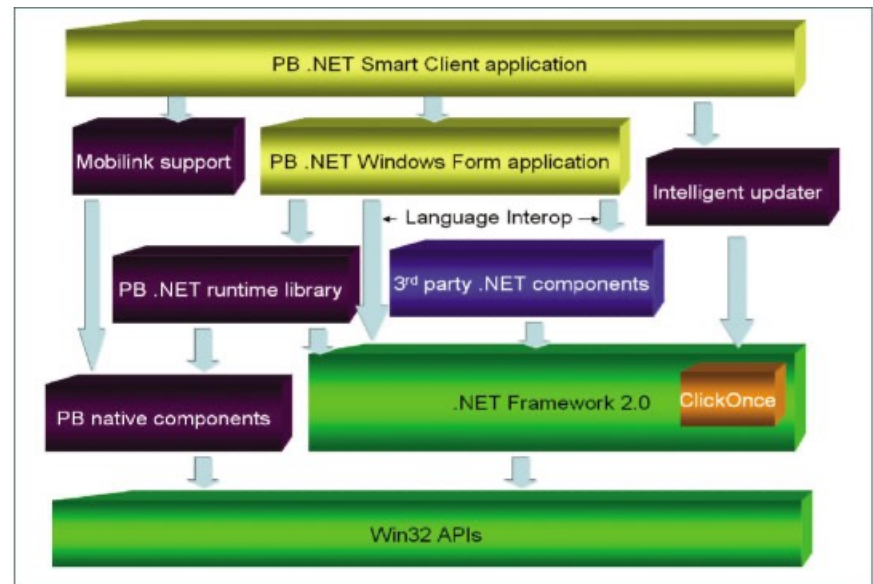 PB .NET Smart Client application
Mobilink support
PB .NET Windows Form application
Intelligent updater
Language Interop
PB .NET runtime library
3rd party .NET components
.NET Framework 2.0
ClickOnce
PB native components
Win32 APIs